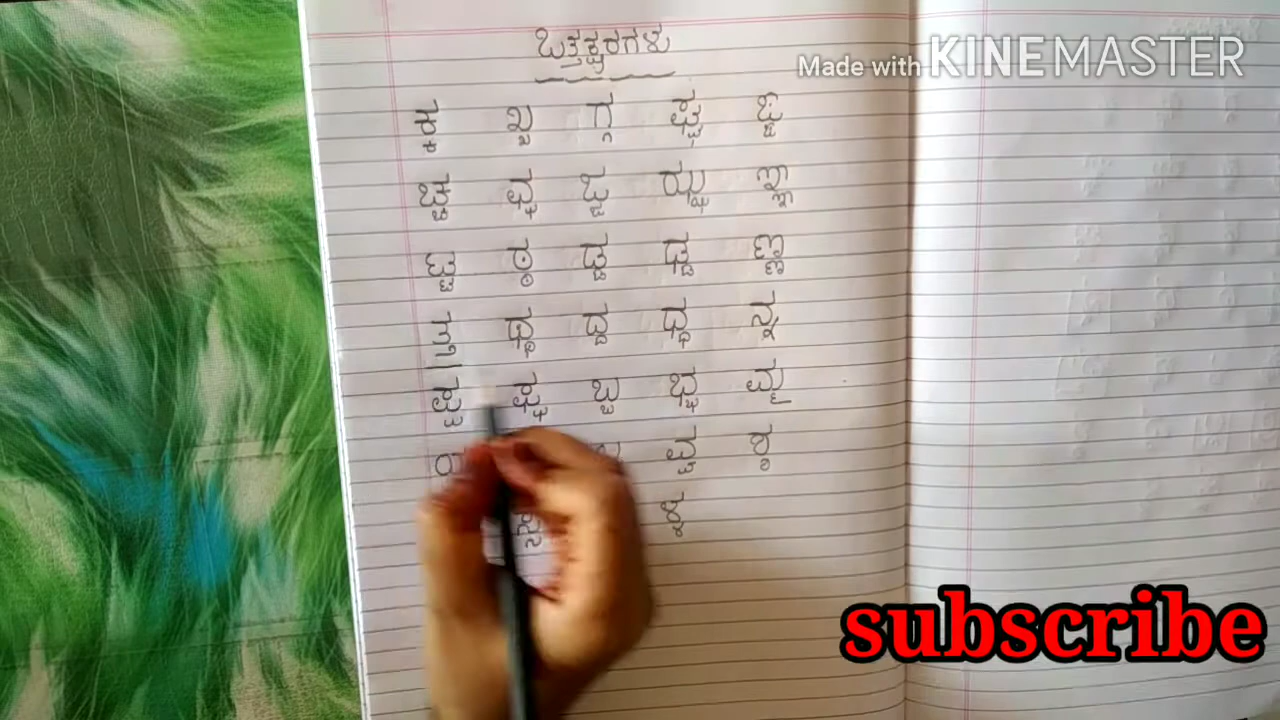 ಒತ್ತಕ್ಷರಗಳು
Made with KINEMASTER
ಕ್ಕ ಖ್ಖ ಗ್ಗ ಘ್ಘ ಙ್ಙ
ಚ್ಚ ಛ್ಛ ಜ್ಜ ಝ್ಝ ಞ್ಞ
ಟ್ಟ ಠ್ಠ ಡ್ಡ ಢ್ಢ ಣ್ಣ
ತ್ತ ಥ್ಥ ದ್ದ ಧ್ಧ ನ್ನ
ಪ್ಪ ಫ್ಫ ಬ್ಬ ಭ್ಭ ಮ್ಮ
ವ್ವ ಶ್ಶ
ಳ್ಳ
subscribe